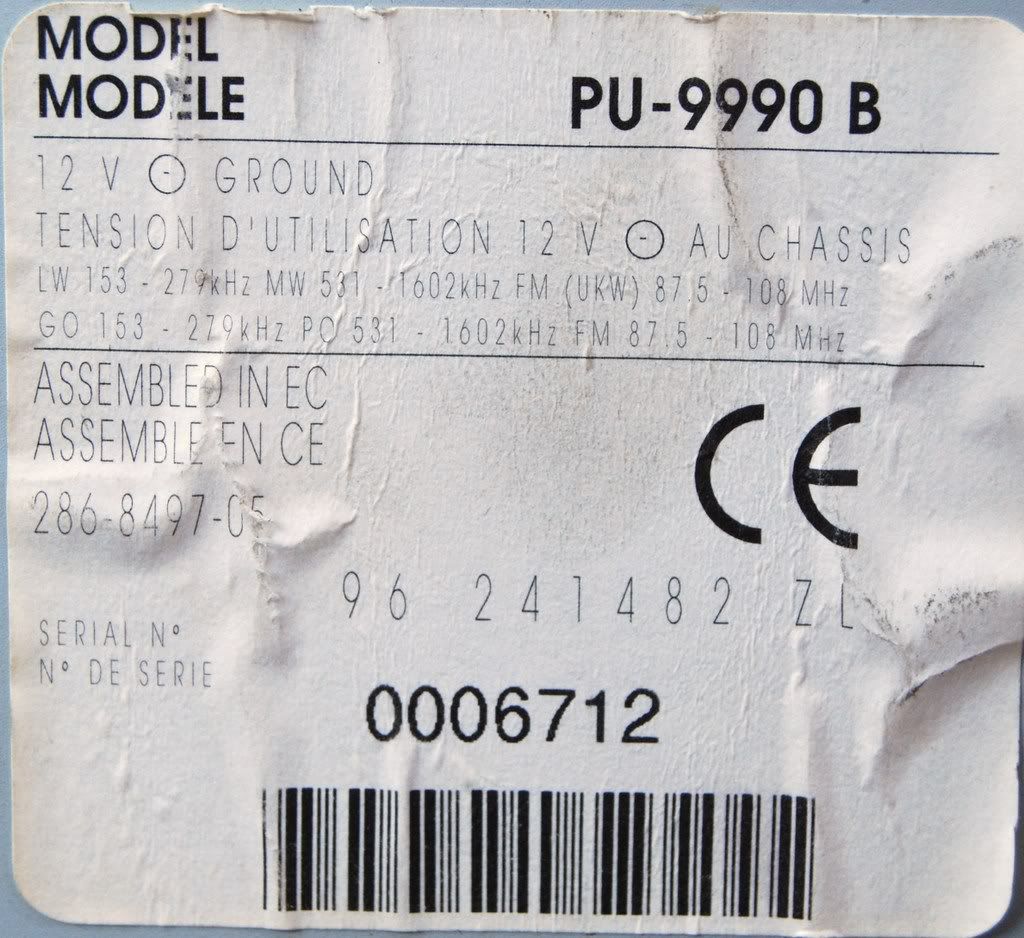 MODEL
MODELE PU-9990 B
12 V ⊖ GROUND
TENSION D'UTILISATION 12 V ⊖ AU CHASSIS
LW 153 - 279kHz MW 531 - 1602kHz FM (UKW) 87.5 - 108 MHz
GO 153 - 279kHz PO 531 - 1602kHz FM 87.5 - 108 MHz
ASSEMBLED IN EC
ASSEMBLE EN CE
CE
286-8497-05
96 241482 ZL
SERIAL Nº
Nº DE SERIE
0006712